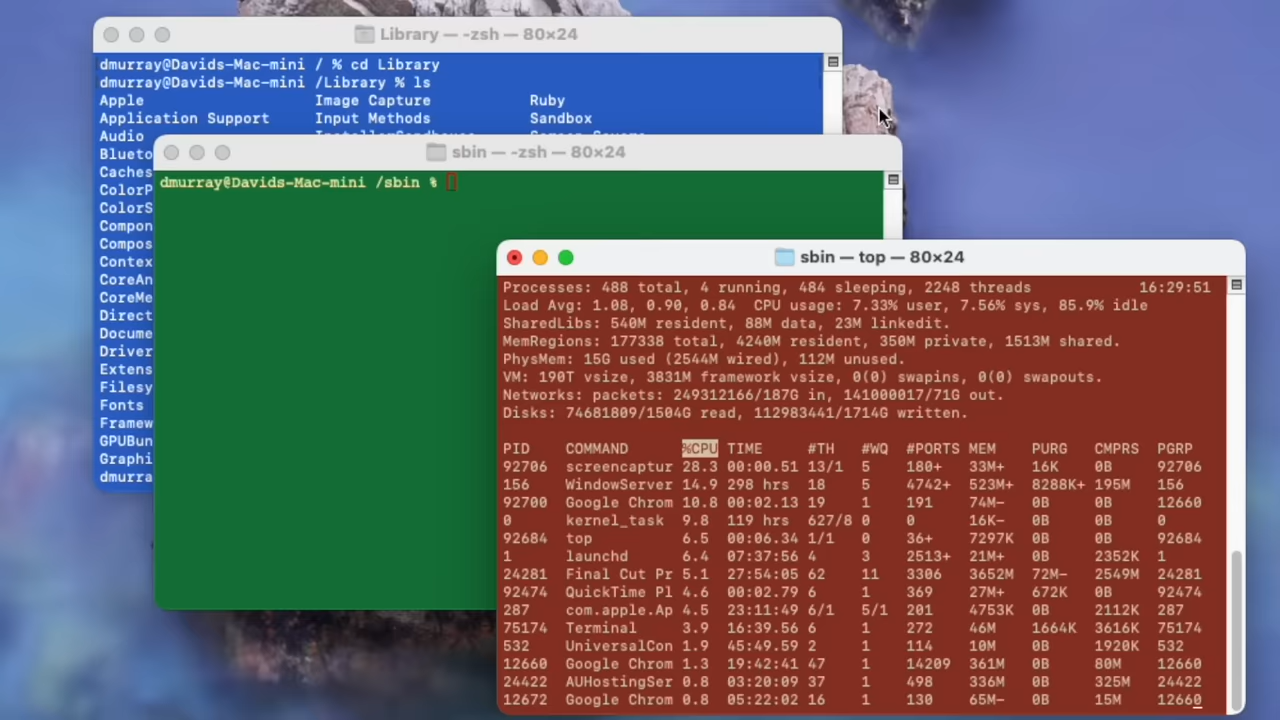 Library — -zsh — 80×24
dmurray@Davids-Mac-mini / % cd Library
dmurray@Davids-Mac-mini /Library % ls
Apple Image Capture Ruby
Application Support Input Methods Sandbox
Audio
Blueto
Caches
ColorP
ColorS
Compon
Compos
Contex
CoreAn
CoreMe
Direct
Docume
Driver
Extens
Filesy
Fonts
Framew
GPUBun
Graphi
dmurra
sbin — -zsh — 80×24
dmurray@Davids-Mac-mini /sbin %
sbin — top — 80×24
Processes: 488 total, 4 running, 484 sleeping, 2248 threads 16:29:51
Load Avg: 1.08, 0.90, 0.84 CPU usage: 7.33% user, 7.56% sys, 85.9% idle
SharedLibs: 540M resident, 88M data, 23M linkedit.
MemRegions: 177338 total, 4240M resident, 350M private, 1513M shared.
PhysMem: 15G used (2544M wired), 112M unused.
VM: 190T vsize, 3831M framework vsize, 0(0) swapins, 0(0) swapouts.
Networks: packets: 249312166/187G in, 141000017/71G out.
Disks: 74681809/1504G read, 112983441/1714G written.
PID COMMAND %CPU TIME #TH #WQ #PORTS MEM PURG CMPRS PGRP
92706 screencaptur 28.3 00:00.51 13/1 5 180+ 33M+ 16K 0B 92706
156 WindowServer 14.9 298 hrs 18 5 4742+ 523M+ 8288K+ 195M 156
92700 Google Chrom 10.8 00:02.13 19 1 191 74M- 0B 0B 12660
0 kernel_task 9.8 119 hrs 627/8 0 0 16K- 0B 0B 0
92684 top 6.5 00:06.34 1/1 0 36+ 7297K 0B 0B 92684
1 launchd 6.4 07:37:56 4 3 2513+ 21M+ 0B 2352K 1
24281 Final Cut Pr 5.1 27:54:05 62 11 3306 3652M 72M- 2549M 24281
92474 QuickTime Pl 4.6 00:02.79 6 1 369 27M+ 672K 0B 92474
287 com.apple.Ap 4.5 23:11:49 6/1 5/1 201 4753K 0B 2112K 287
75174 Terminal 3.9 16:39.56 6 1 272 46M 1664K 3616K 75174
532 UniversalCon 1.9 45:49.59 2 1 114 10M 0B 1920K 532
12660 Google Chrom 1.3 19:42:41 47 1 14209 361M 0B 80M 12660
24422 AUHostingSer 0.8 03:20:09 37 1 498 336M 0B 325M 24422
12672 Google Chrom 0.8 05:22:02 16 1 130 65M- 0B 15M 12660